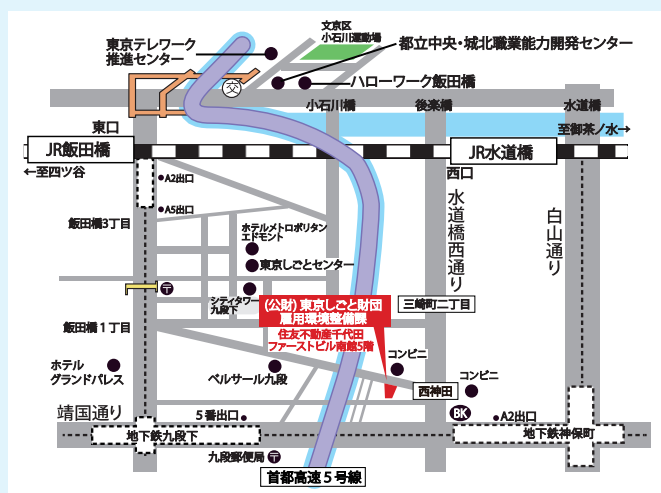 文京区
小石川運動場
東京テレワーク
推進センター
都立中央・城北職業能力開発センター
交
ハローワーク飯田橋
小石川橋
後楽橋
水道橋
東口
至御茶ノ水→
JR飯田橋
JR水道橋
←至四ツ谷
西口
A2出口
A5出口
水道橋西通り
白山通り
飯田橋3丁目
ホテルメトロポリタン
エドモント
東京しごとセンター
〒
シティタワー
九段下
(公財)東京しごと財団
雇用環境整備課
三崎町二丁目
住友不動産千代田
ファーストビル南館5階
飯田橋1丁目
コンビニ
ホテル
グランドパレス
ベルサール九段
コンビニ
西神田
靖国通り
5番出口
BK
A2出口
地下鉄九段下
地下鉄神保町
九段郵便局
〒
首都高速5号線